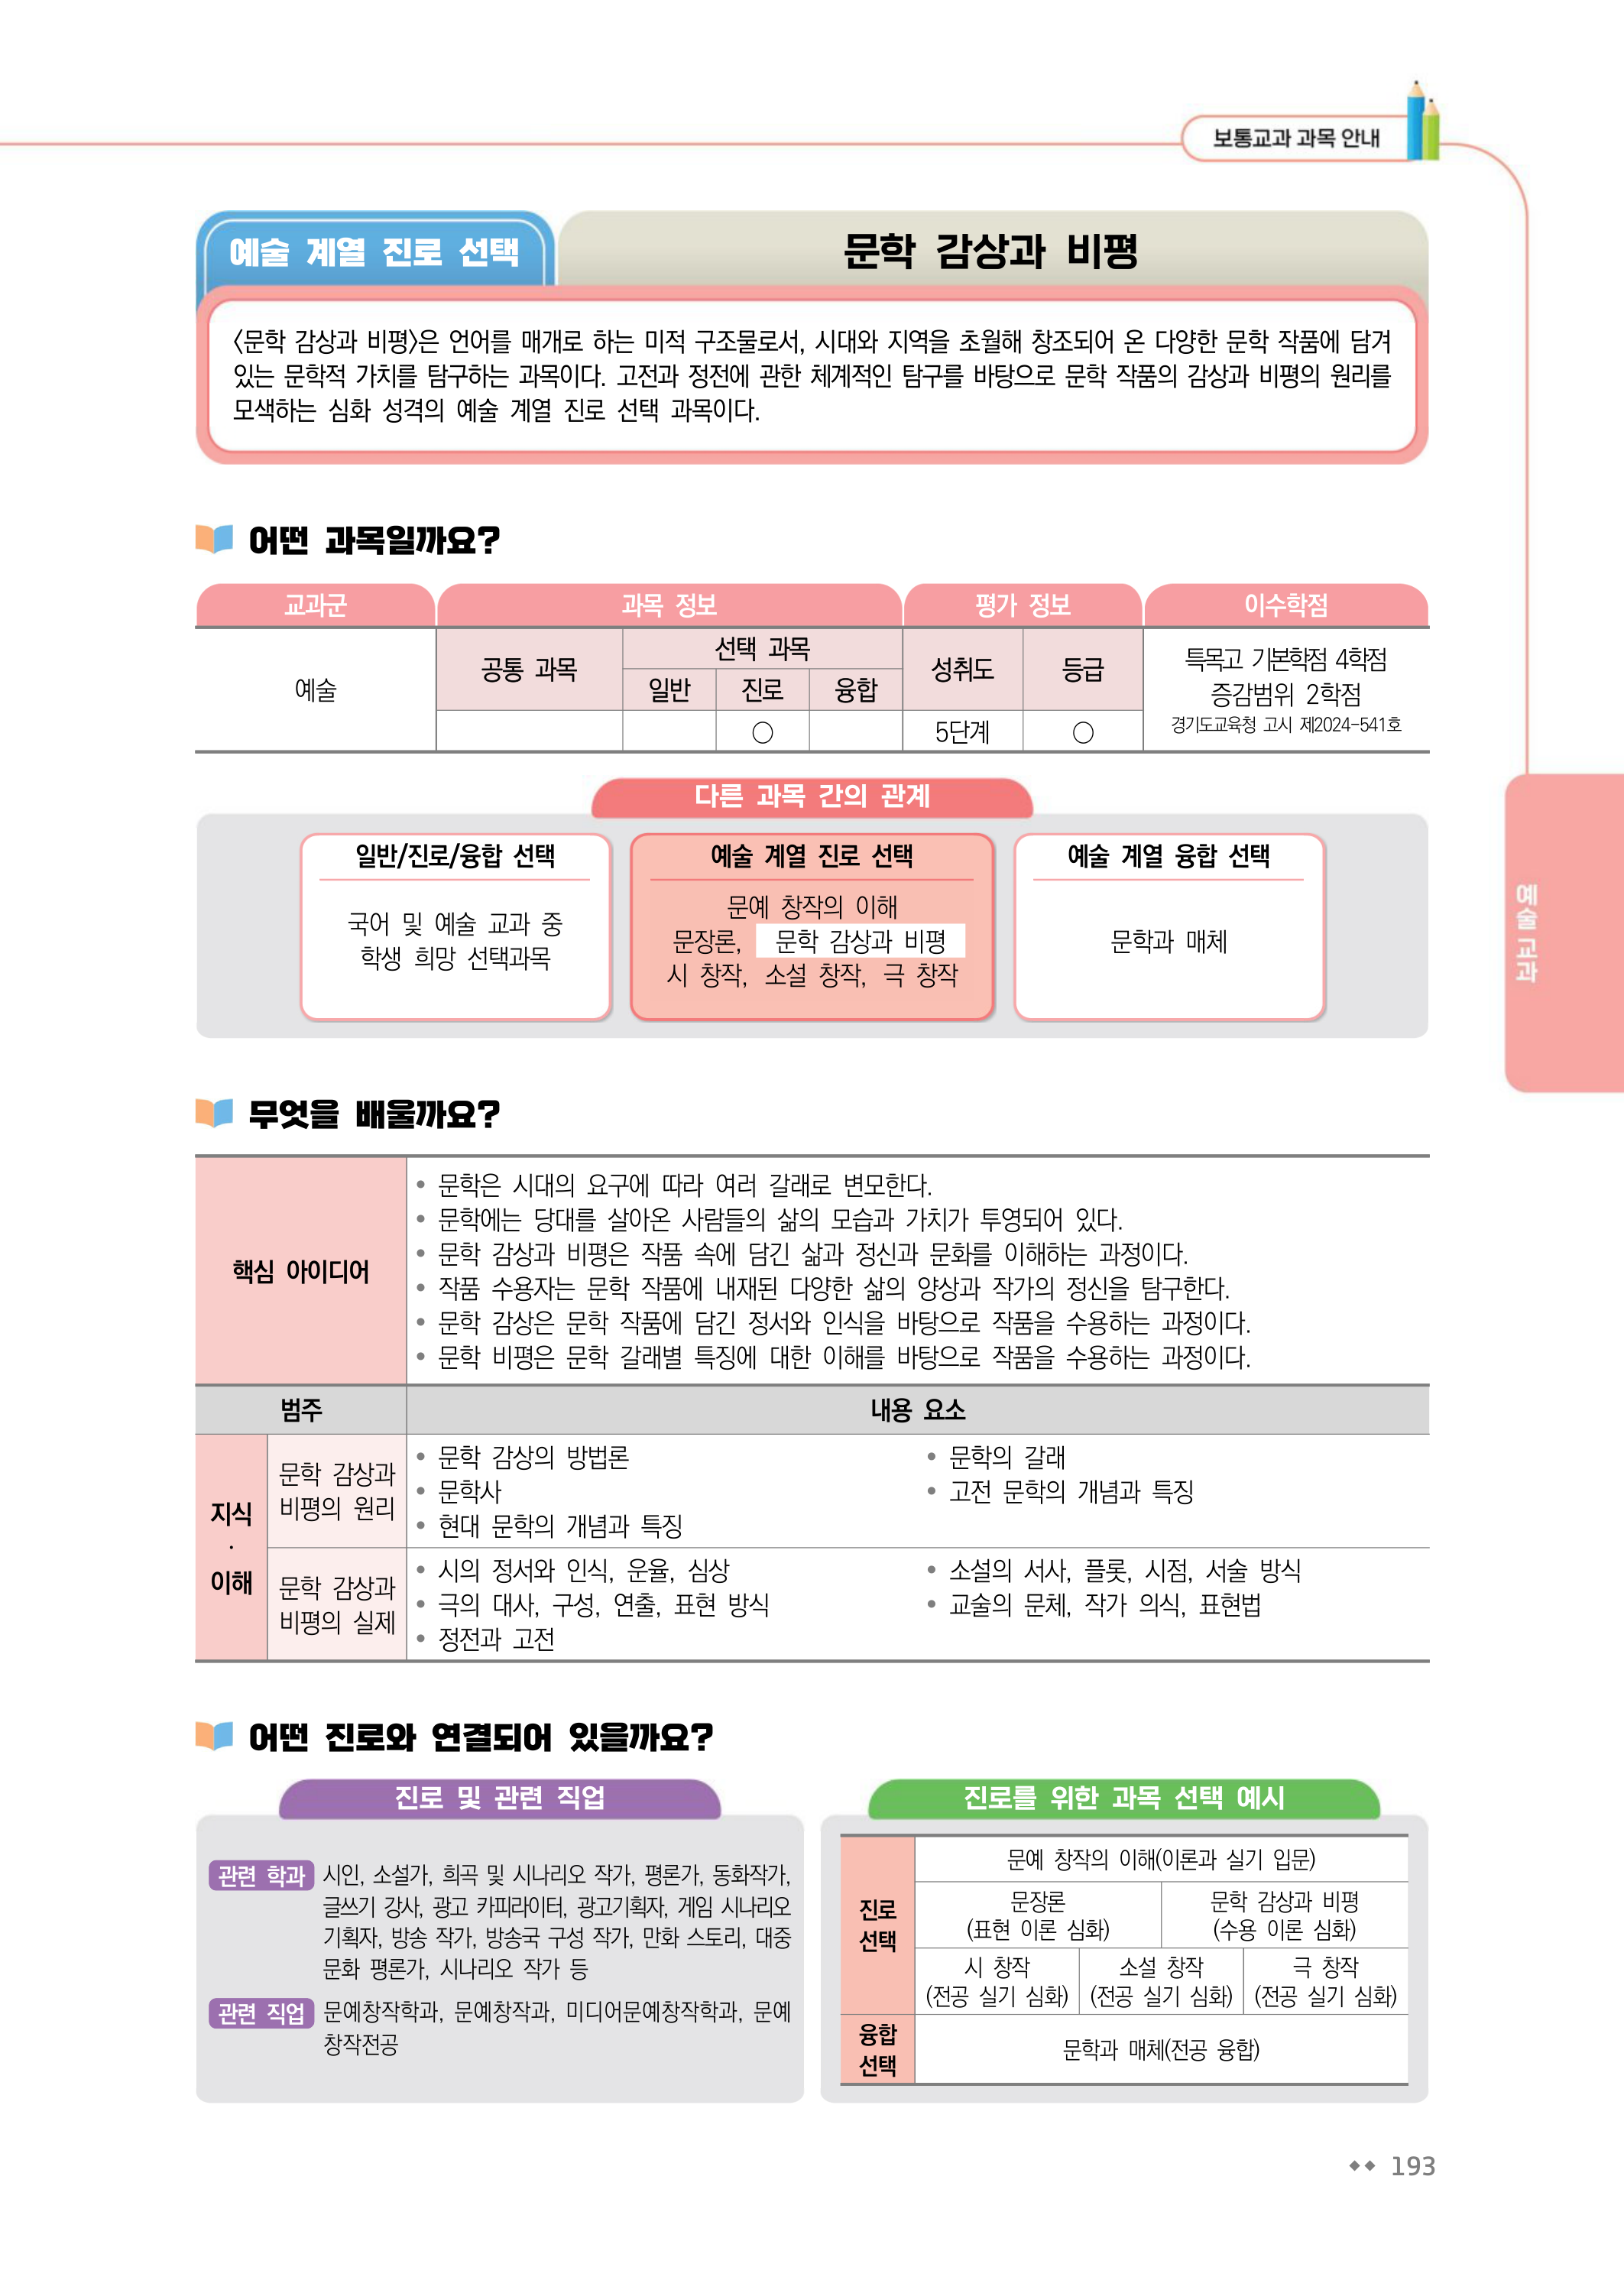 보통교과 과목 안내
예술 계열 진로 선택
문학 감상과 비평
〈문학 감상과 비평〉은 언어를 매개로 하는 미적 구조물로서, 시대와 지역을 초월해 창조되어 온 다양한 문학 작품에 담겨
있는 문학적 가치를 탐구하는 과목이다. 고전과 정전에 관한 체계적인 탐구를 바탕으로 문학 작품의 감상과 비평의 원리를
모색하는 심화 성격의 예술 계열 진로 선택 과목이다.
어떤 과목일까요?
교과군 과목 정보 평가 정보 이수학점
예술
공통 과목
선택 과목
일반 진로 융합
성취도 등급
○ 5단계 ○
특목고 기본학점 4학점
증감범위 2학점
경기도교육청 고시 제2024-541호
다른 과목 간의 관계
일반/진로/융합 선택
국어 및 예술 교과 중
학생 희망 선택과목
예술 계열 진로 선택
문예 창작의 이해
문장론, 문학 감상과 비평
시 창작, 소설 창작, 극 창작
예술 계열 융합 선택
문학과 매체
예술 교과
무엇을 배울까요?
핵심 아이디어
• 문학은 시대의 요구에 따라 여러 갈래로 변모한다.
• 문학에는 당대를 살아온 사람들의 삶의 모습과 가치가 투영되어 있다.
• 문학 감상과 비평은 작품 속에 담긴 삶과 정신과 문화를 이해하는 과정이다.
• 작품 수용자는 문학 작품에 내재된 다양한 삶의 양상과 작가의 정신을 탐구한다.
• 문학 감상은 문학 작품에 담긴 정서와 인식을 바탕으로 작품을 수용하는 과정이다.
• 문학 비평은 문학 갈래별 특징에 대한 이해를 바탕으로 작품을 수용하는 과정이다.
범주 내용 요소
지식
·
이해
문학 감상과
비평의 원리
• 문학 감상의 방법론 • 문학의 갈래
• 문학사 • 고전 문학의 개념과 특징
• 현대 문학의 개념과 특징
문학 감상과
비평의 실제
• 시의 정서와 인식, 운율, 심상 • 소설의 서사, 플롯, 시점, 서술 방식
• 극의 대사, 구성, 연출, 표현 방식 • 교술의 문체, 작가 의식, 표현법
• 정전과 고전
어떤 진로와 연결되어 있을까요?
진로 및 관련 직업
관련 학과 시인, 소설가, 희곡 및 시나리오 작가, 평론가, 동화작가,
글쓰기 강사, 광고 카피라이터, 광고기획자, 게임 시나리오
기획자, 방송 작가, 방송국 구성 작가, 만화 스토리, 대중
문화 평론가, 시나리오 작가 등
관련 직업 문예창작학과, 문예창작과, 미디어문예창작학과, 문예
창작전공
진로를 위한 과목 선택 예시
진로
선택
문예 창작의 이해(이론과 실기 입문)
문장론 문학 감상과 비평
(표현 이론 심화) (수용 이론 심화)
시 창작 소설 창작 극 창작
(전공 실기 심화) (전공 실기 심화) (전공 실기 심화)
융합
선택
문학과 매체(전공 융합)
193